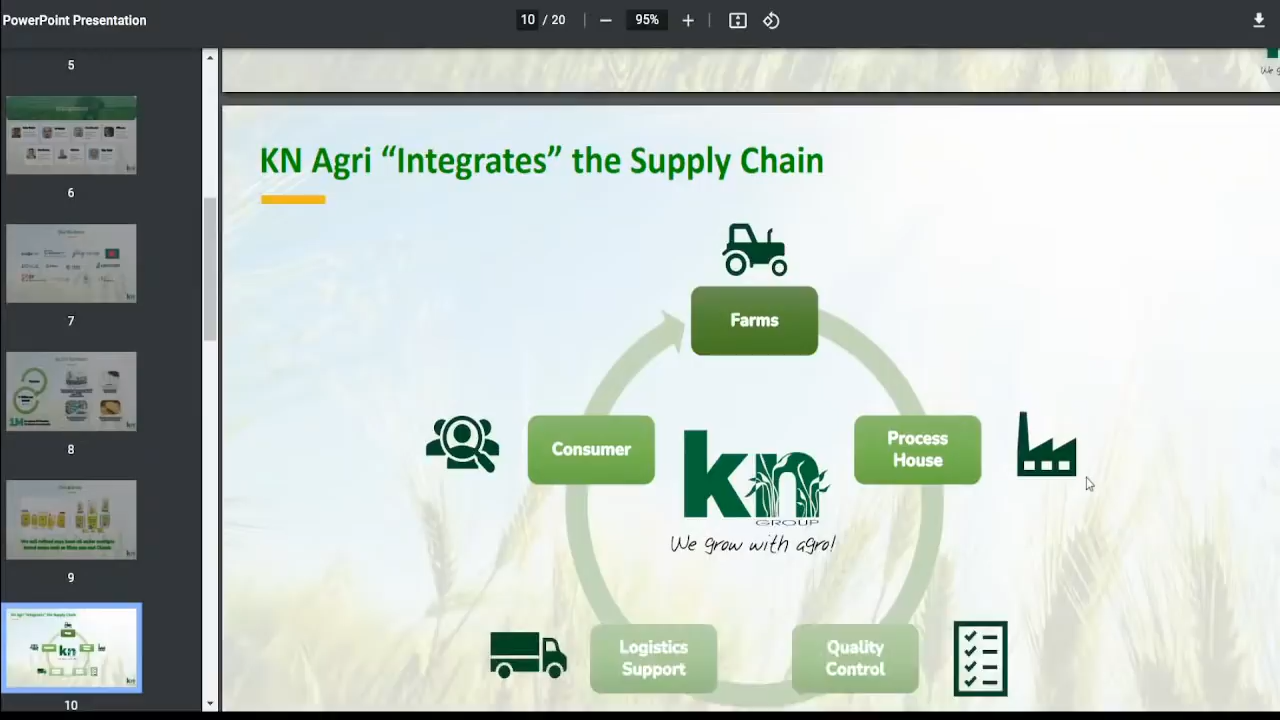 PowerPoint Presentation
10 / 20
95%
5
6
7
8
9
10
We g
KN Agri “Integrates” the Supply Chain
Farms
Consumer
Process
House
kn
GROUP
We grow with agro!
Logistics
Support
Quality
Control